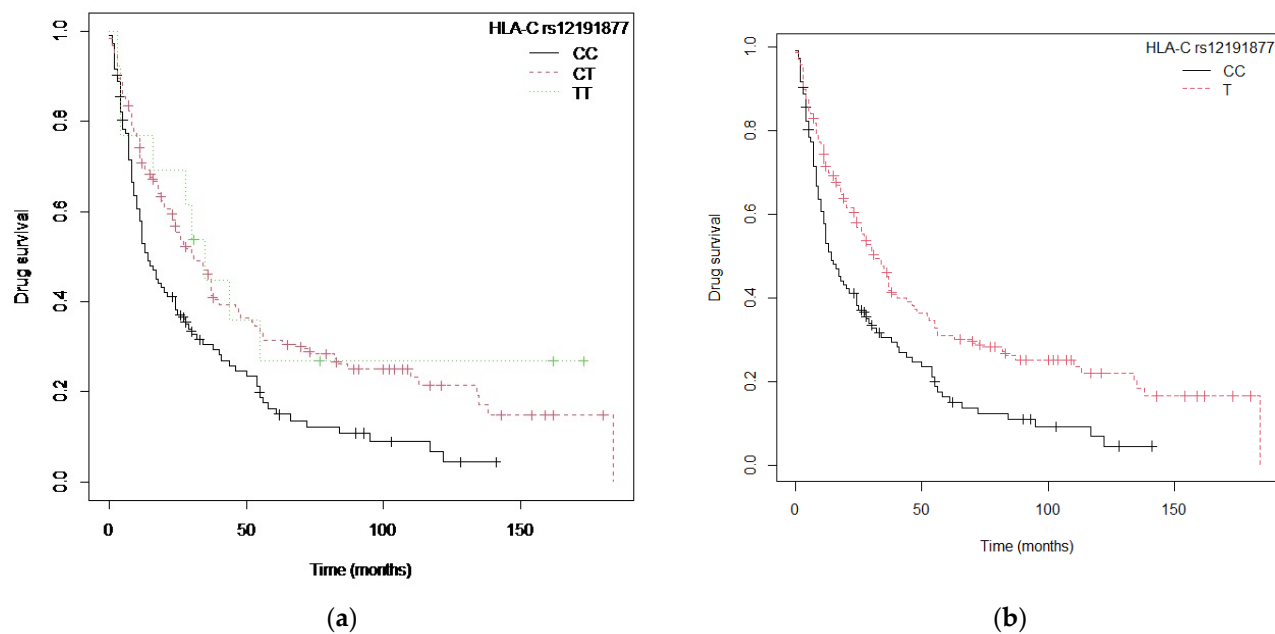 HLA-C rs12191877
CC
CT
TT
Drug survival
1.0
0.8
0.6
0.4
0.2
0.0
0
50
100
150
Time (months)
(a)
HLA-C rs12191877
CC
T
Drug survival
1.0
0.8
0.6
0.4
0.2
0.0
0
50
100
150
Time (months)
(b)